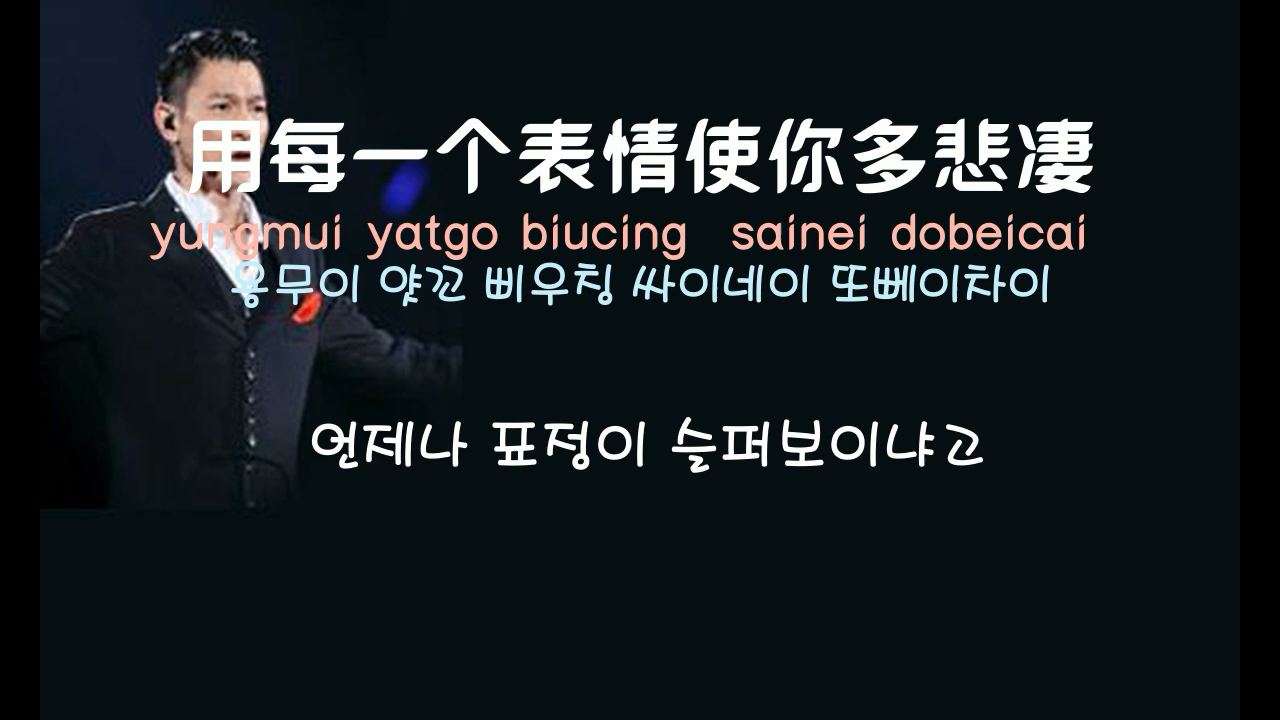 用每一个表情使你多悲凄
yungmui yatgo biucing sainei dobeicai
용무이 얏꼬 삐우칭 싸이네이 또뻬이차이
언제나 표정이 슬퍼보이냐고